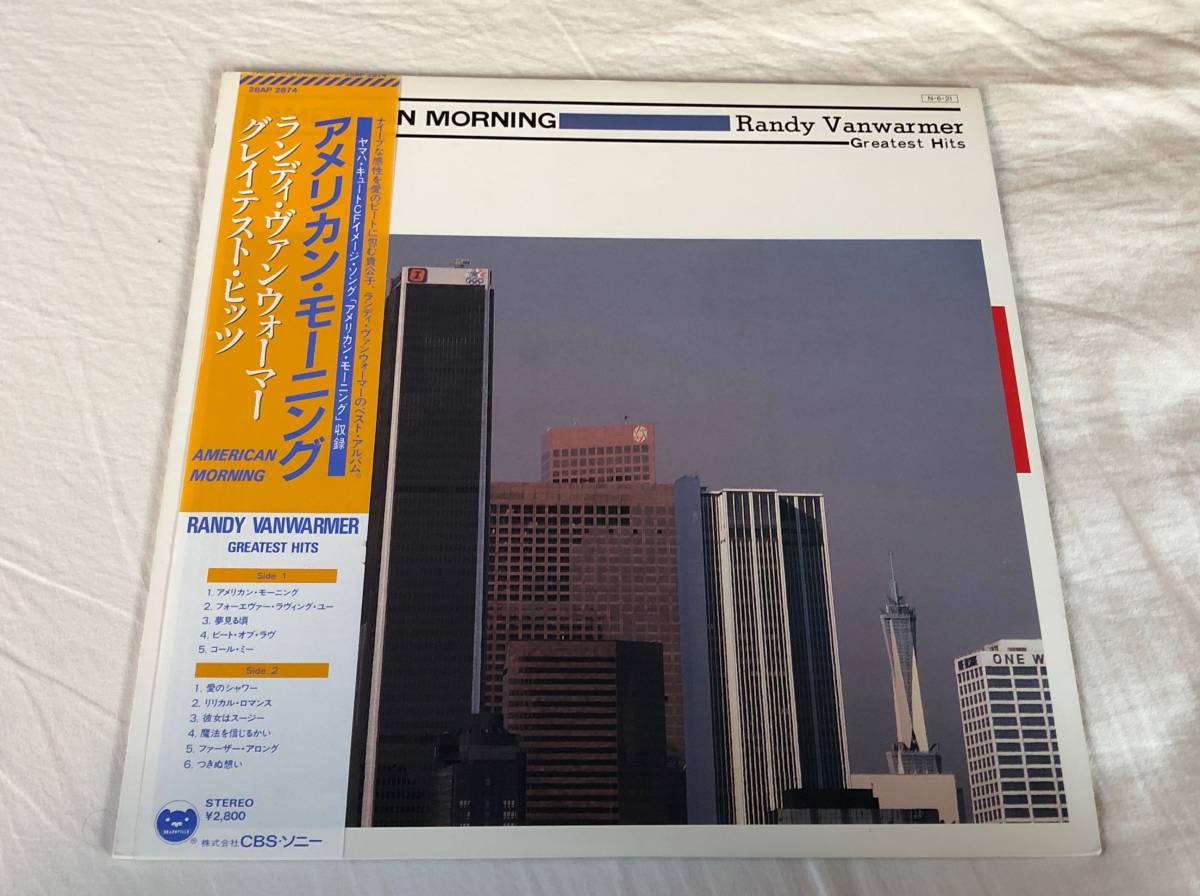 28AP 2874
N-6-21
N MORNING
Randy Vanwarmer
Greatest Hits
ナイーブな感性を愛のビートに包む貴公子、ランディ・ヴァンウォーマーのベスト・アルバム。
ヤマハ・キュートCFイメージ・ソング「アメリカン・モーニング」収録
アメリカン・モーニング
ランディ・ヴァンウォーマー
グレイテスト・ヒッツ
AMERICAN
MORNING
RANDY VANWARMER
GREATEST HITS
Side 1
1. アメリカン・モーニング
2. フォーエヴァー・ラヴィング・ユー
3. 夢見る頃
4. ビート・オブ・ラヴ
5. コール・ミー
Side 2
1. 愛のシャワー
2. リリカル・ロマンス
3. 彼女はスージー
4. 魔法を信じるかい
5. ファーザー・アロング
6. つきぬ想い
BEARSVILLE
STEREO
¥2,800
® 株式会社CBS・ソニー
ONE W